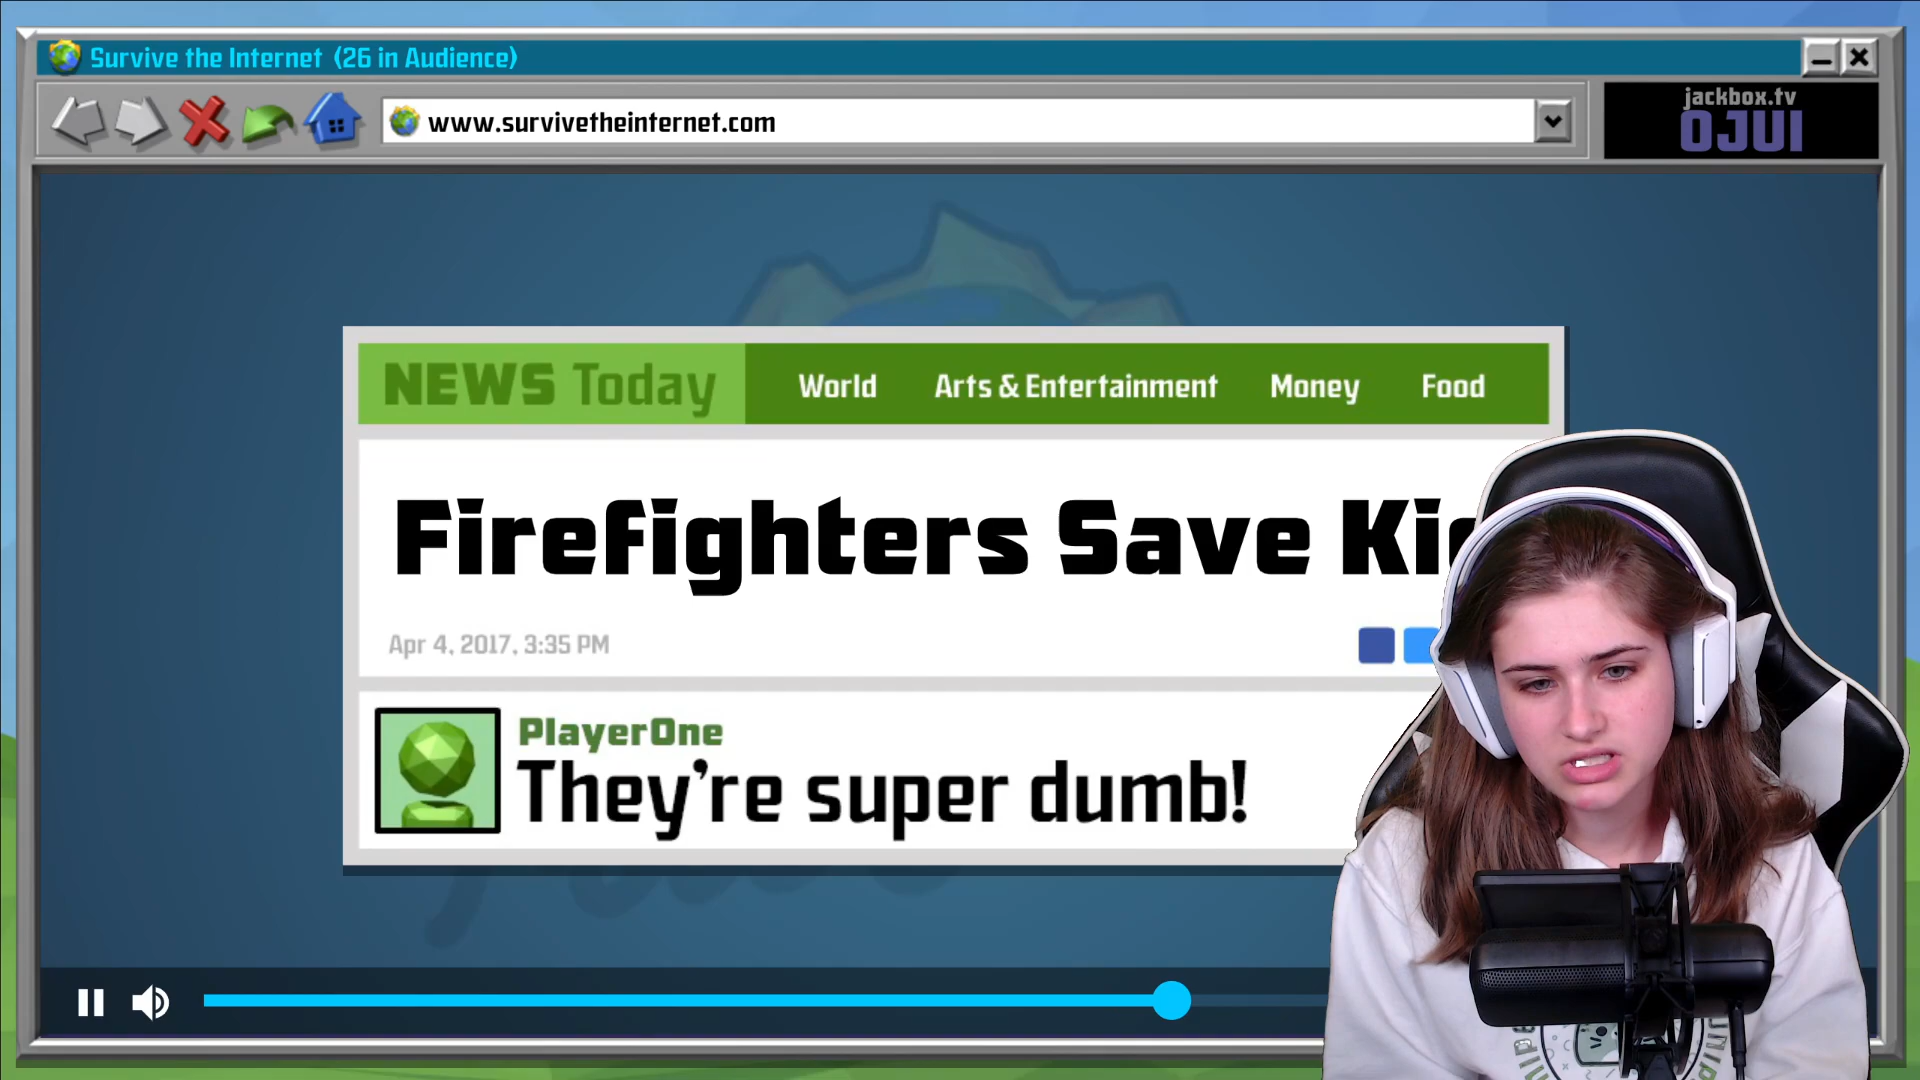 Survive the Internet (26 in Audience)
www.survivetheinternet.com
jackbox.tv
OJUI
NEWS Today World Arts & Entertainment Money Food
Firefighters Save
Apr 4, 2017, 3:35 PM
PlayerOne
They're super dumb!